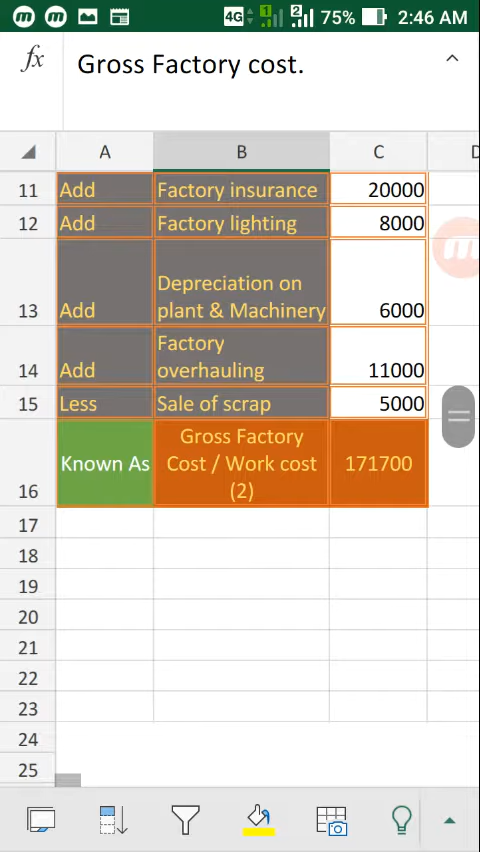 4G 1 2 75% 2:46 AM
fx Gross Factory cost.
A B C D
11 Add Factory insurance 20000
12 Add Factory lighting 8000
Depreciation on
13 Add plant & Machinery 6000
Factory
14 Add overhauling 11000
15 Less Sale of scrap 5000
Gross Factory
Known As Cost / Work cost 171700
16 (2)
17
18
19
20
21
22
23
24
25